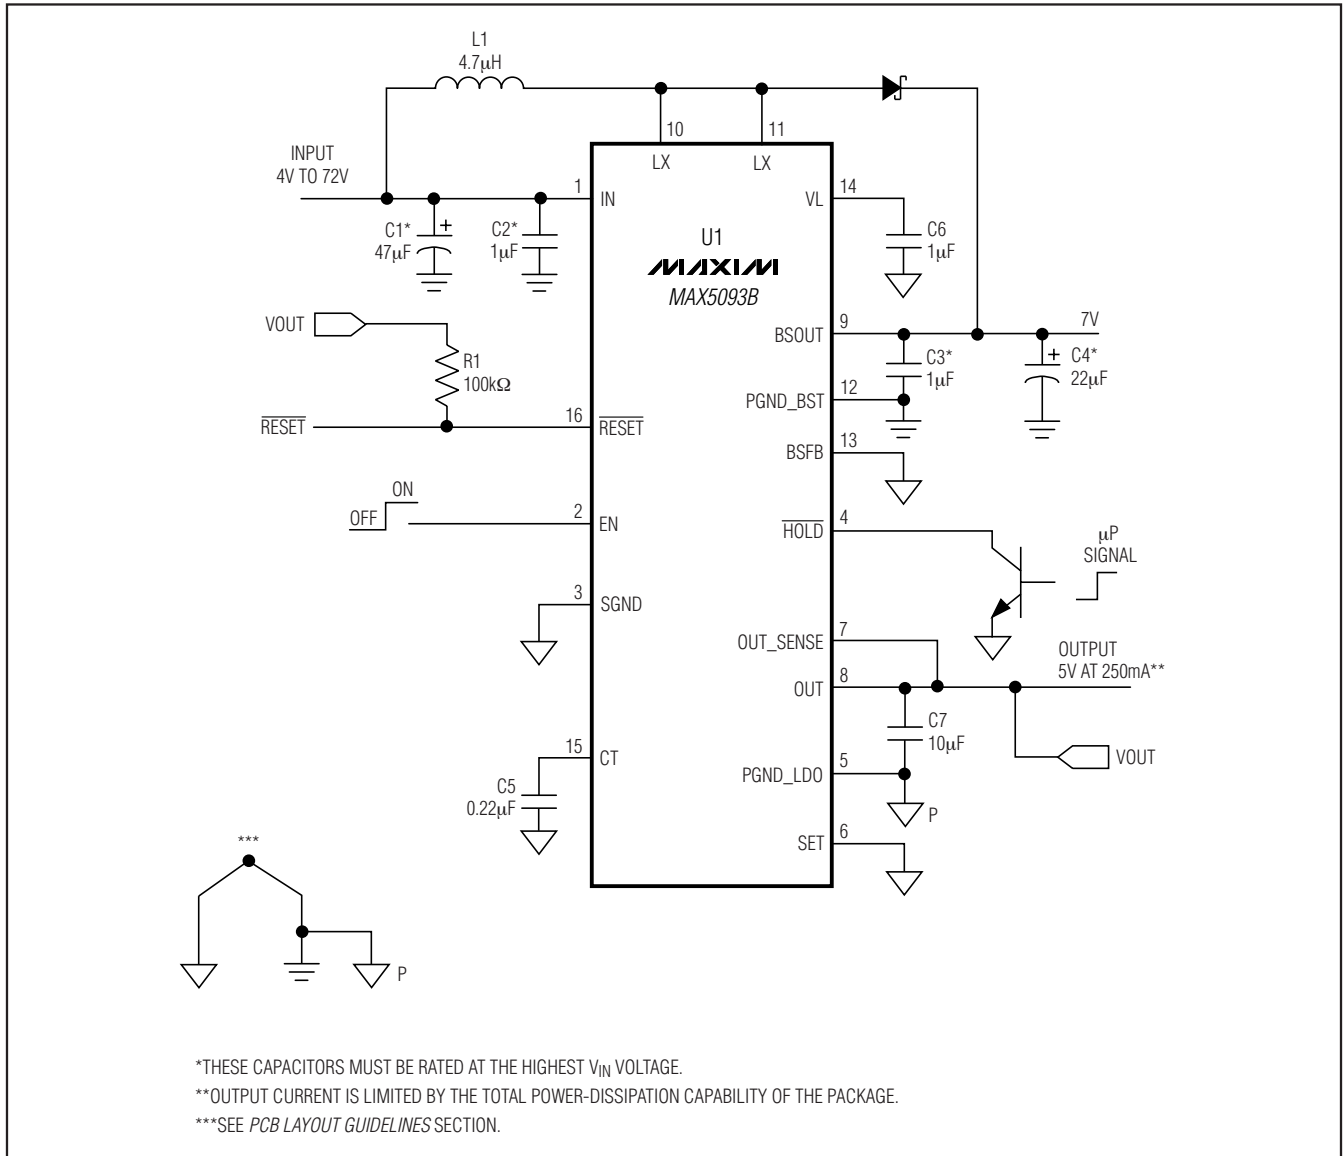 L1
4.7µH
10
11
LX
LX
INPUT
4V TO 72V
1
IN
14
VL
C1*
47µF
+
C2*
1µF
C6
1µF
U1
MAXIM
MAX5093B
VOUT
R1
100kΩ
9
BSOUT
7V
C3*
1µF
+
C4*
22µF
12
PGND_BST
RESET
16
RESET
13
BSFB
ON
OFF
2
EN
4
HOLD
µP
SIGNAL
3
SGND
7
OUT_SENSE
OUTPUT
5V AT 250mA**
8
OUT
C7
10µF
VOUT
15
CT
C5
0.22µF
5
PGND_LDO
P
6
SET
***
P
*THESE CAPACITORS MUST BE RATED AT THE HIGHEST VIN VOLTAGE.
**OUTPUT CURRENT IS LIMITED BY THE TOTAL POWER-DISSIPATION CAPABILITY OF THE PACKAGE.
***SEE PCB LAYOUT GUIDELINES SECTION.